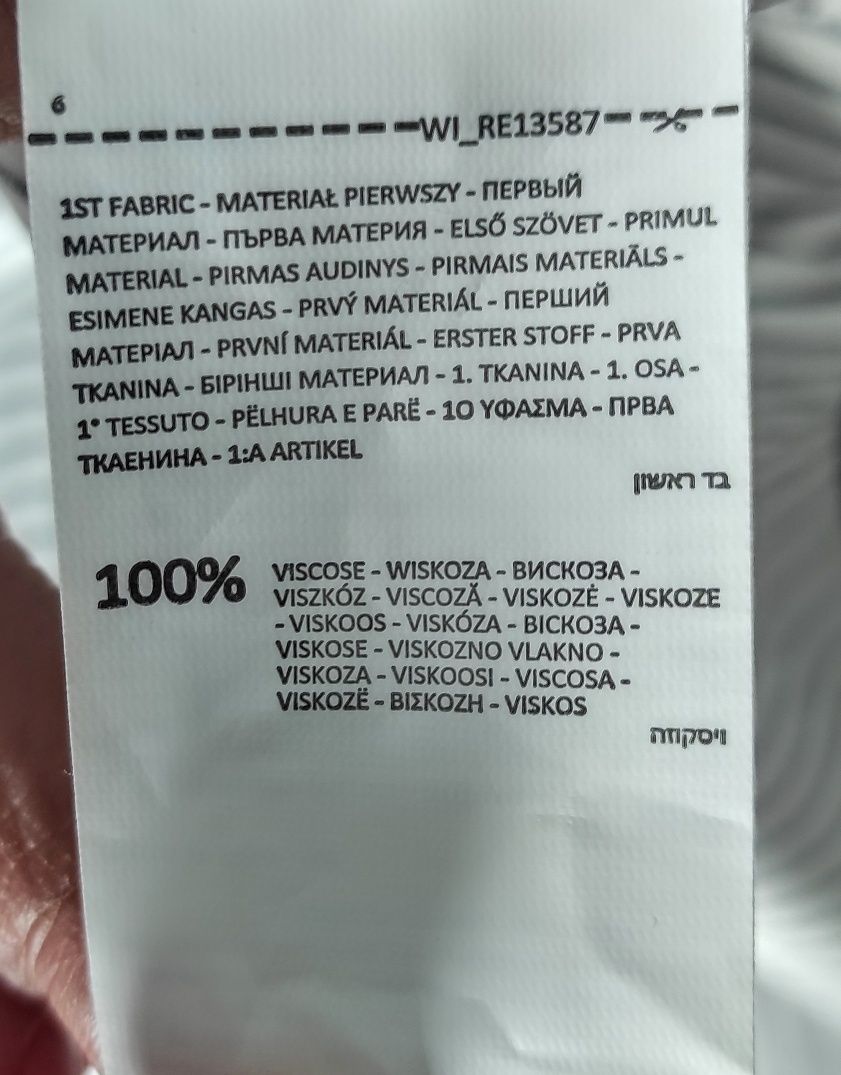 6
WI_RE13587
1ST FABRIC - MATERIAŁ PIERWSZY - ПЕРВЫЙ
МАТЕРИАЛ - ПЪРВА МАТЕРИЯ - ELSŐ SZÖVET - PRIMUL
MATERIAL - PIRMAS AUDINYS - PIRMAIS MATERIĀLS -
ESIMENE KANGAS - PRVÝ MATERIÁL - ПЕРШИЙ
МАТЕРІАЛ - PRVNÍ MATERIÁL - ERSTER STOFF - PRVA
TKANINA - БІРІНШІ МАТЕРИАЛ - 1. TKANINA - 1. OSA -
1° TESSUTO - PËLHURA E PARË - 1O ΥΦΑΣΜΑ - ПРВА
ТКАЕНИНА - 1:A ARTIKEL
בד ראשון
100% VISCOSE - WISKOZA - ВИСКОЗА -
VISZKÓZ - VISCOZĂ - VISKOZĖ - VISKOZE
- VISKOOS - VISKÓZA - ВІСКОЗА -
VISKOSE - VISKOZNO VLAKNO -
VISKOZA - VISKOOSI - VISCOSA -
VISKOZË - ΒΙΣΚΟΖΗ - VISKOS
ויסקוזה